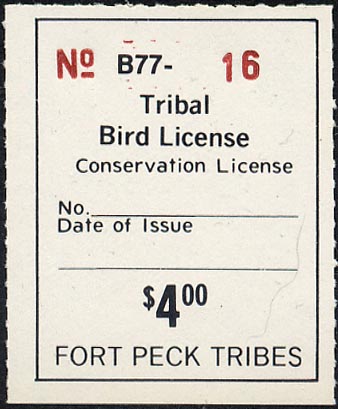 Nº B77- 16
Tribal
Bird License
Conservation License
No.
Date of Issue
$4.00
FORT PECK TRIBES